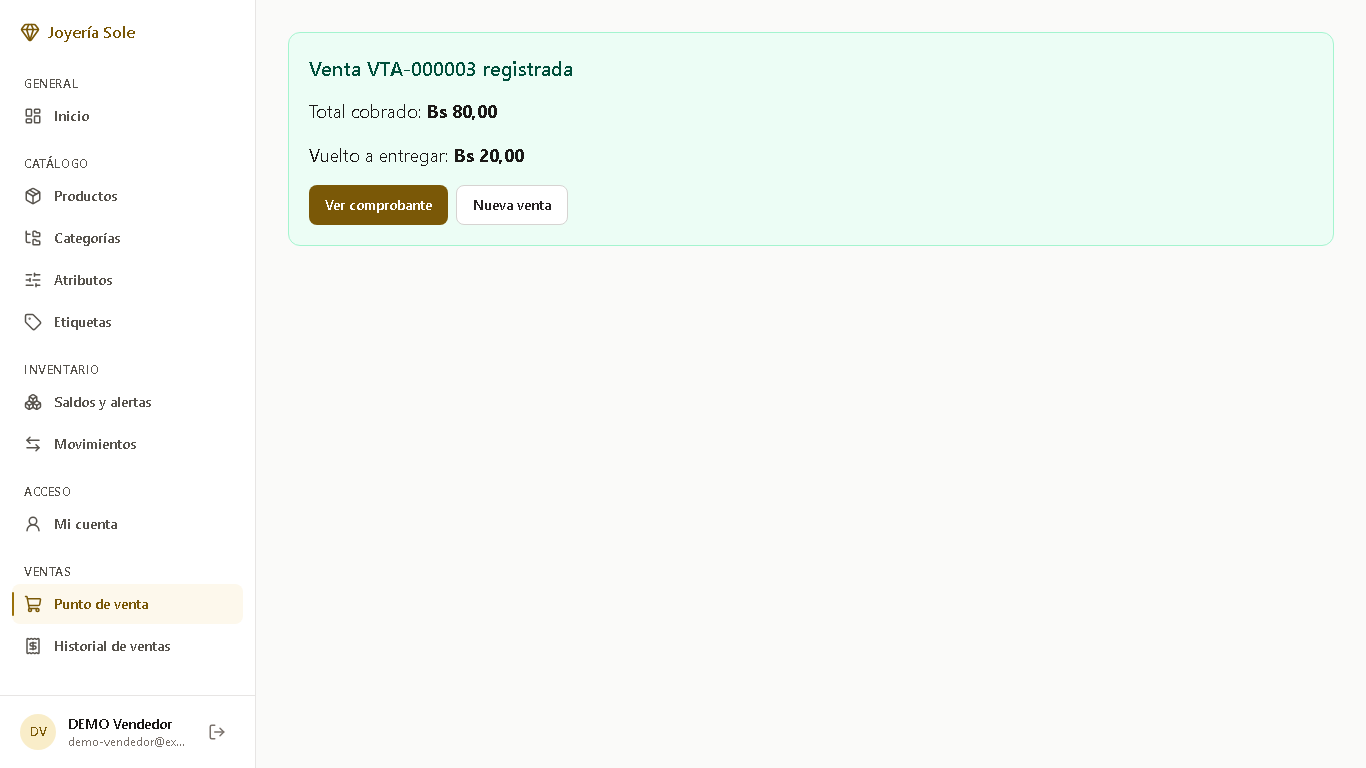 Joyería Sole
GENERAL
Inicio
CATÁLOGO
Productos
Categorías
Atributos
Etiquetas
INVENTARIO
Saldos y alertas
Movimientos
ACCESO
Mi cuenta
VENTAS
Punto de venta
Historial de ventas
DV
DEMO Vendedor
demo-vendedor@ex...
Venta VTA-000003 registrada
Total cobrado: Bs 80,00
Vuelto a entregar: Bs 20,00
Ver comprobante
Nueva venta